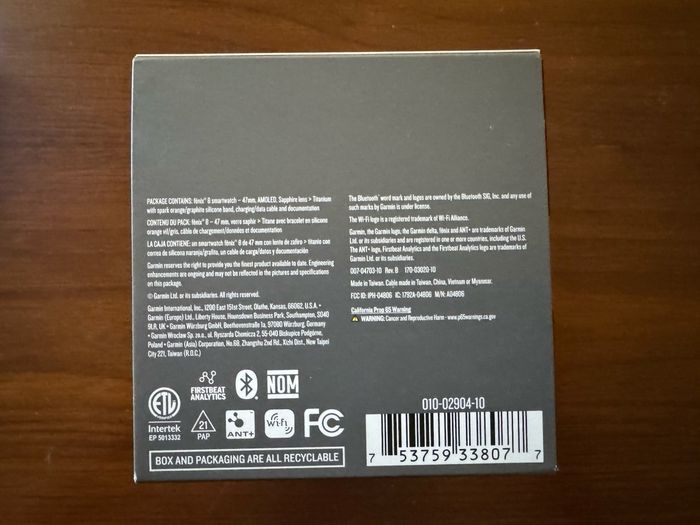 PACKAGE CONTAINS: fēnix® 8 smartwatch – 47mm, AMOLED, Sapphire lens > Titanium
with spark orange/graphite silicone band, charging/data cable and documentation
CONTENU DU PACK: fēnix® 8 – 47 mm, verre saphir > Titane avec bracelet en silicone
orange vif/gris, câble de chargement/données et documentation
LA CAJA CONTIENE: un smartwatch fēnix® 8 de 47 mm con lente de zafiro > titanio con
correa de silicona naranja/grafito, un cable de carga/datos y documentación
Garmin reserves the right to provide you the finest product available to date. Engineering
enhancements are ongoing and may not be reflected in the pictures and specifications
on this package.
© Garmin Ltd. or its subsidiaries. All rights reserved.
Garmin International, Inc., 1200 East 151st Street, Olathe, Kansas, 66062, U.S.A. •
Garmin (Europe) Ltd., Liberty House, Hounsdown Business Park, Southampton, SO40
9LR, UK • Garmin Würzburg GmbH, Beethovenstraße 1a, 97080 Würzburg, Germany
• Garmin Wrocław Sp. zo.o., ul. Ryszarda Chomicza 2, 55-040 Biskupice Podgórne,
Poland • Garmin (Asia) Corporation, No.68, Zhangshu 2nd Rd., Xizhi Dist., New Taipei
City 221, Taiwan (R.O.C.)
The Bluetooth® word mark and logos are owned by the Bluetooth SIG, Inc. and any use of
such marks by Garmin is under license.
The Wi-Fi logo is a registered trademark of Wi-Fi Alliance.
Garmin, the Garmin logo, the Garmin delta, fēnix and ANT+ are trademarks of Garmin
Ltd. or its subsidiaries and are registered in one or more countries, including the U.S.
The ANT+ logo, Firstbeat Analytics and the Firstbeat Analytics logo are trademarks of
Garmin Ltd. or its subsidiaries.
007-04703-10 Rev. B 170-03020-10
Made in Taiwan. Cable made in Taiwan, China, Vietnam or Myanmar.
FCC ID: IPH-04806 IC: 1792A-04806 M/N: A04806
California Prop 65 Warning
WARNING: Cancer and Reproductive Harm - www.p65warnings.ca.gov
FIRSTBEAT
ANALYTICS
NOM
ETL
Intertek
EP 5013332
21
PAP
ANT+
Wi-Fi
FC
BOX AND PACKAGING ARE ALL RECYCLABLE
010-02904-10
7 53759 33807 7